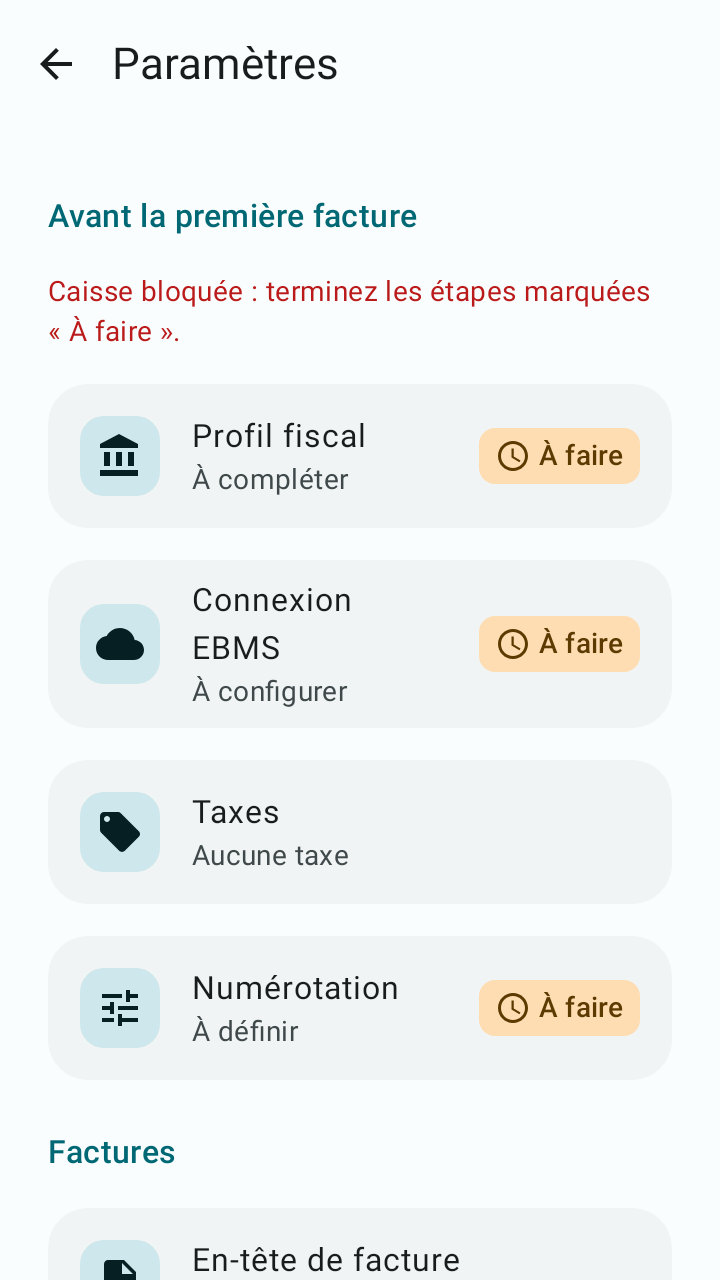 Paramètres
Avant la première facture
Caisse bloquée : terminez les étapes marquées
« À faire ».
Profil fiscal
À compléter
À faire
Connexion
EBMS
À configurer
À faire
Taxes
Aucune taxe
Numérotation
À définir
À faire
Factures
En-tête de facture